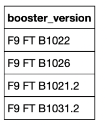 booster_version
F9 FT B1022
F9 FT B1026
F9 FT B1021.2
F9 FT B1031.2